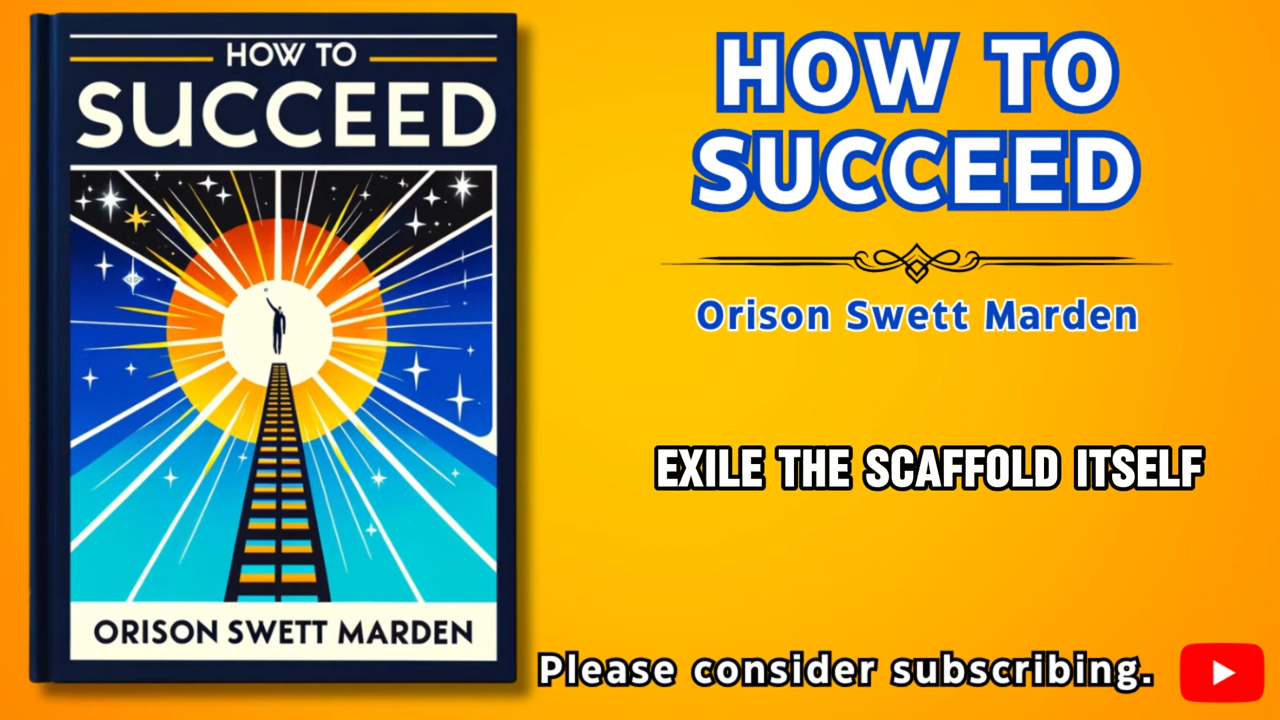 HOW TO
SUCCEED
ORISON SWETT MARDEN
HOW TO
SUCCEED
Orison Swett Marden
EXILE THE SCAFFOLD ITSELF
Please consider subscribing.